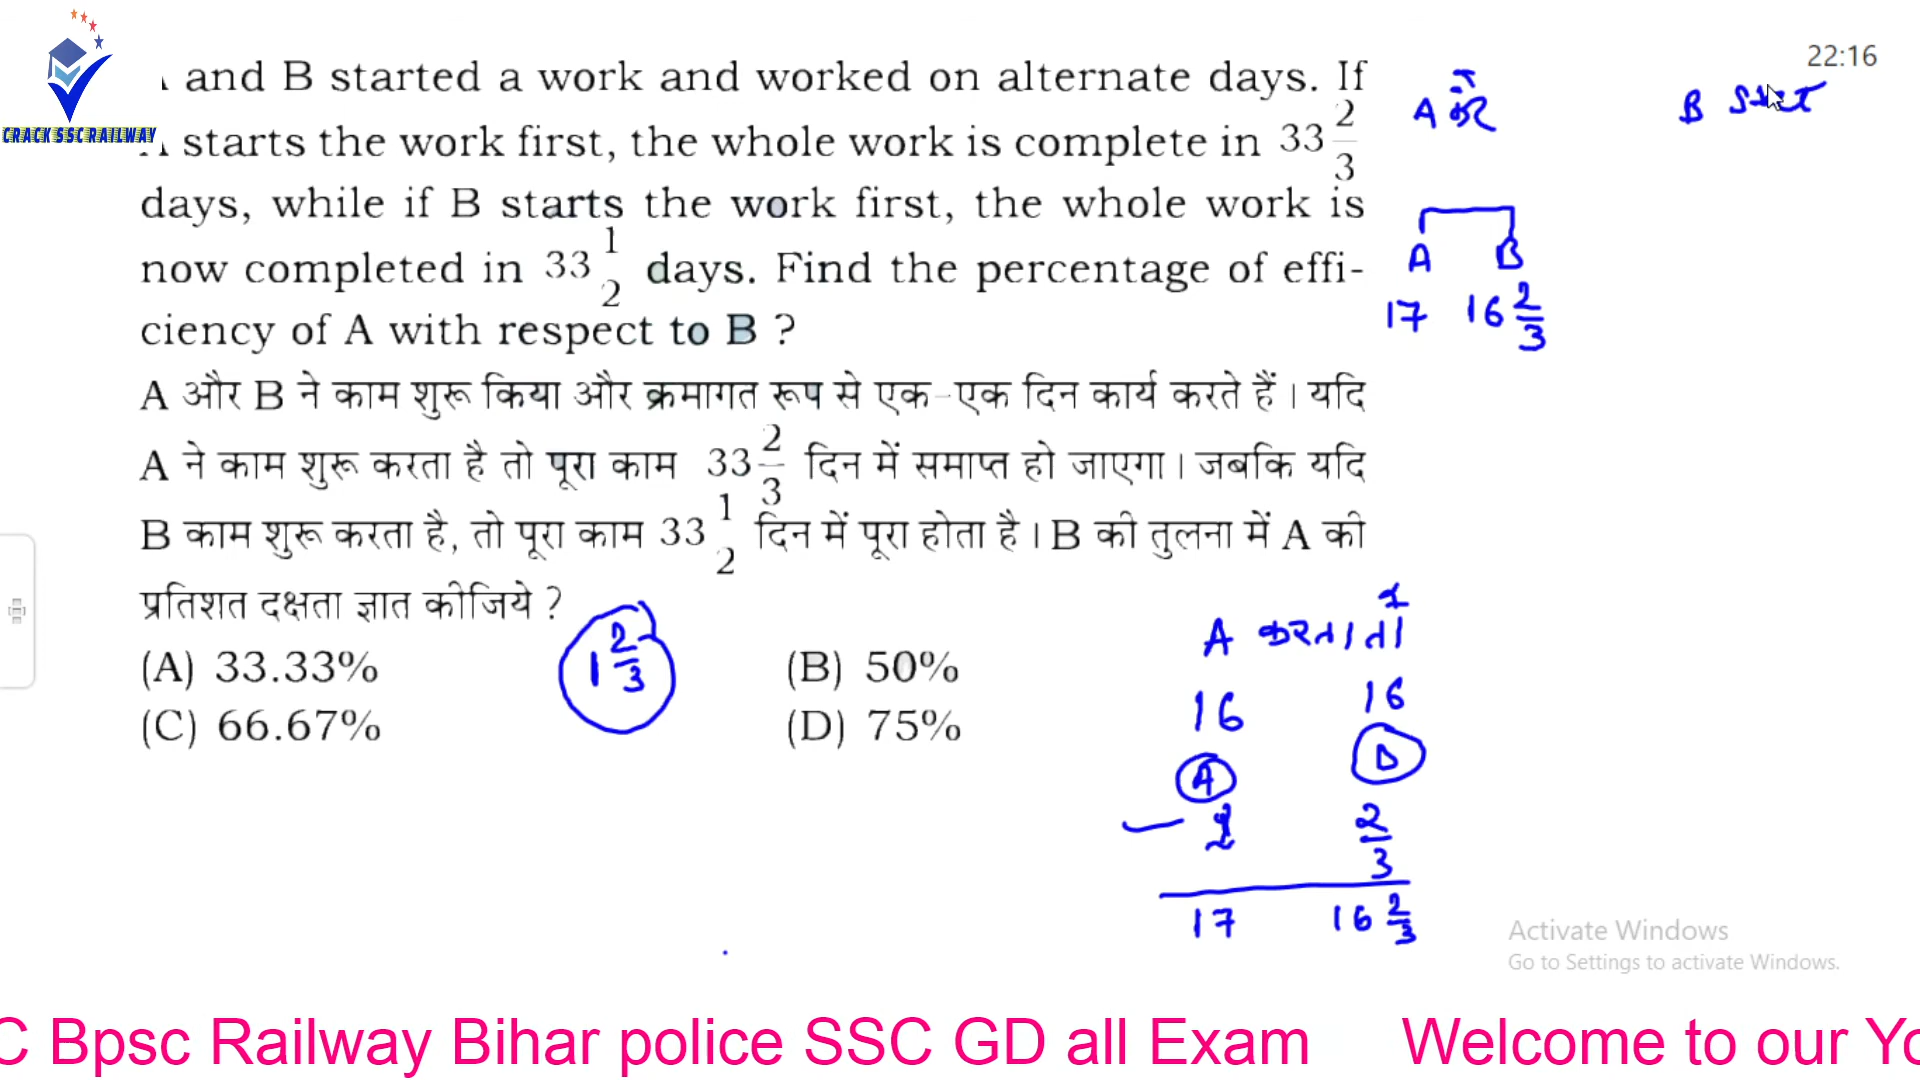 22:16
and B started a work and worked on alternate days. If
CRACK SSC RAILWAY
starts the work first, the whole work is complete in 33 2/3
days, while if B starts the work first, the whole work is
now completed in 33 1/2 days. Find the percentage of effi-
ciency of A with respect to B ?
A और B ने काम शुरू किया और क्रमागत रूप से एक-एक दिन कार्य करते हैं। यदि
A ने काम शुरू करता है तो पूरा काम 33 2/3 दिन में समाप्त हो जाएगा। जबकि यदि
B काम शुरू करता है, तो पूरा काम 33 1/2 दिन में पूरा होता है। B की तुलना में A की
प्रतिशत दक्षता ज्ञात कीजिये ?
(A) 33.33% (B) 50%
(C) 66.67% (D) 75%
1 2/3
A
B start
A B
17 16 2/3
A करता
16 16
A
2/3
17 16 2/3
Activate Windows
Go to Settings to activate Windows.
C Bpsc Railway Bihar police SSC GD all Exam Welcome to our Yo